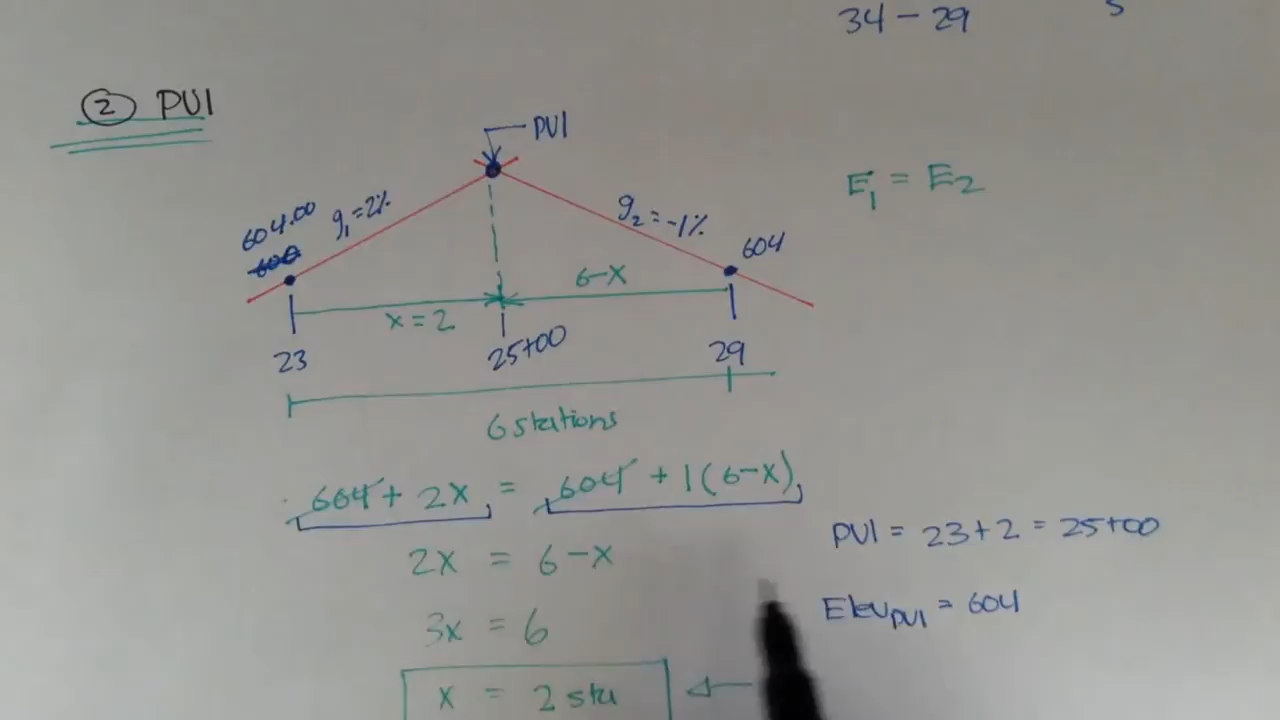 34 - 29
② PVI
PVI
E₁ = E₂
604.00
600
g₁=2%
g₂=-1%
604
6-X
x=2
23
25+00
29
6 stations
604 + 2x = 604 + 1(6-x)
2x = 6-x
3x = 6
x = 2 sta
PVI = 23+2 = 25+00
Elev PVI = 604